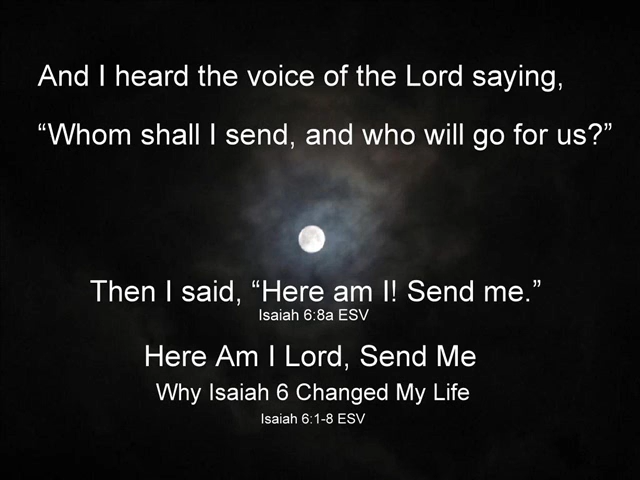 And I heard the voice of the Lord saying,
“Whom shall I send, and who will go for us?”
Then I said, “Here am I! Send me.”
Isaiah 6:8a ESV
Here Am I Lord, Send Me
Why Isaiah 6 Changed My Life
Isaiah 6:1-8 ESV